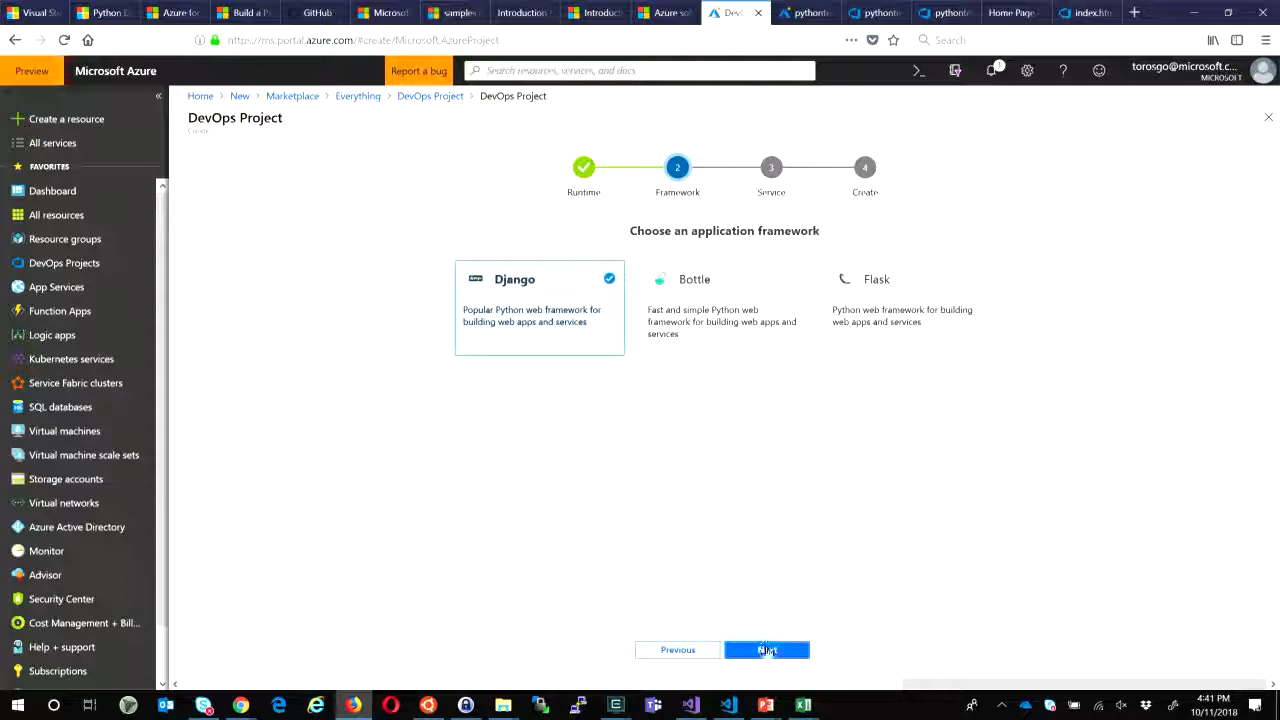 Visual Stu
Python
Azure for
Build a P
GitHub
Microsof
samples
Introduction
Introduct
Azure sol
Dev
pythonte
pythonte
pythonte
Home Page
index.htm
https://ms.portal.azure.com/#create/Microsoft.AzureProject
Search
Preview
Microsoft Azure
Report a bug
Search resources, services, and docs
1
torosgo@microsoft.c...
MICROSOFT
Home > New > Marketplace > Everything > DevOps Project > DevOps Project
DevOps Project
Create
Create a resource
All services
FAVORITES
Dashboard
All resources
Resource groups
DevOps Projects
App Services
Function Apps
Logic apps
Kubernetes services
Service Fabric clusters
SQL databases
Virtual machines
Virtual machine scale sets
Storage accounts
Virtual networks
Azure Active Directory
Monitor
Advisor
Security Center
Cost Management + Bill...
Help + support
Subscriptions
2 3 4
Runtime Framework Service Create
Choose an application framework
Django
Popular Python web framework for
building web apps and services
Bottle
Fast and simple Python web
framework for building web apps and
services
Flask
Python web framework for building
web apps and services
Previous
Next
4:41 PM
10/11/2018